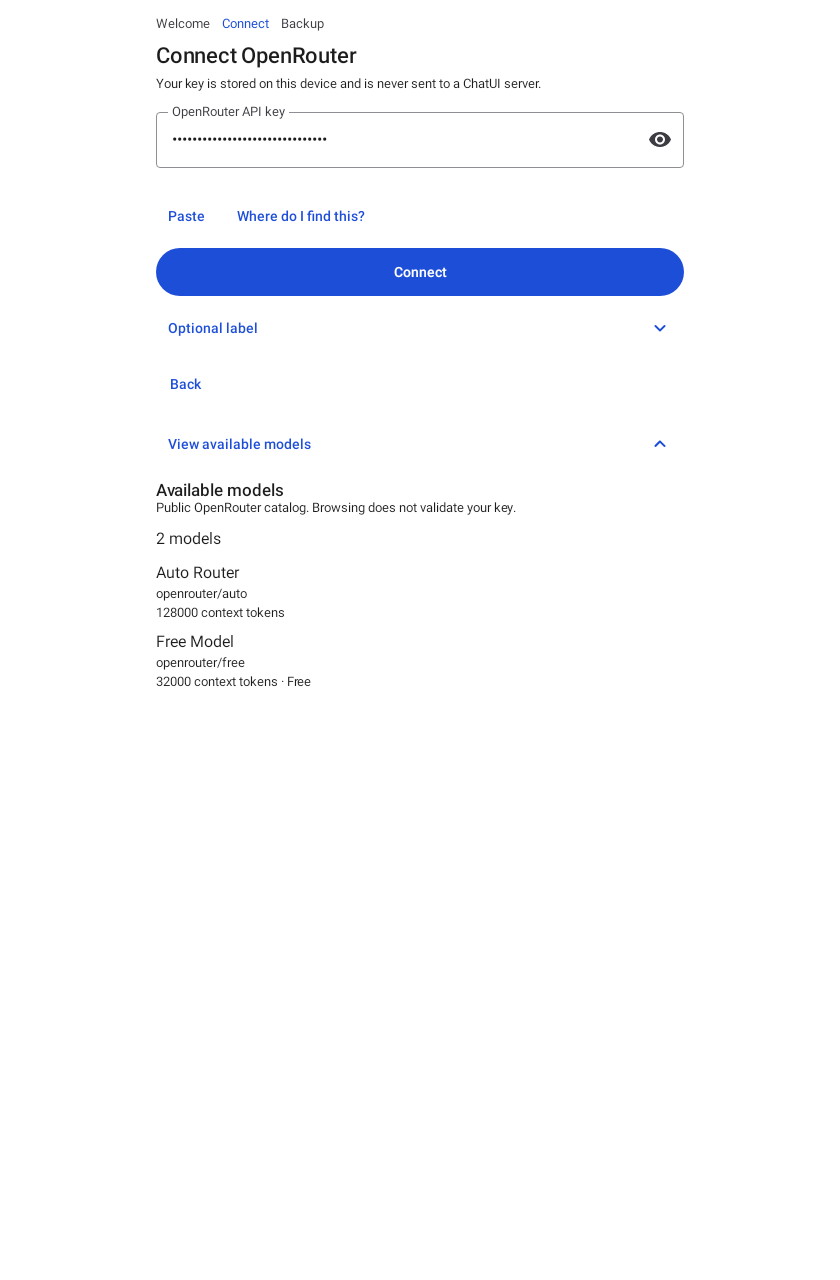 Welcome Connect Backup
Connect OpenRouter
Your key is stored on this device and is never sent to a ChatUI server.
OpenRouter API key
•••••••••••••••••••••••••••••••
Paste Where do I find this?
Connect
Optional label
Back
View available models
Available models
Public OpenRouter catalog. Browsing does not validate your key.
2 models
Auto Router
openrouter/auto
128000 context tokens
Free Model
openrouter/free
32000 context tokens · Free